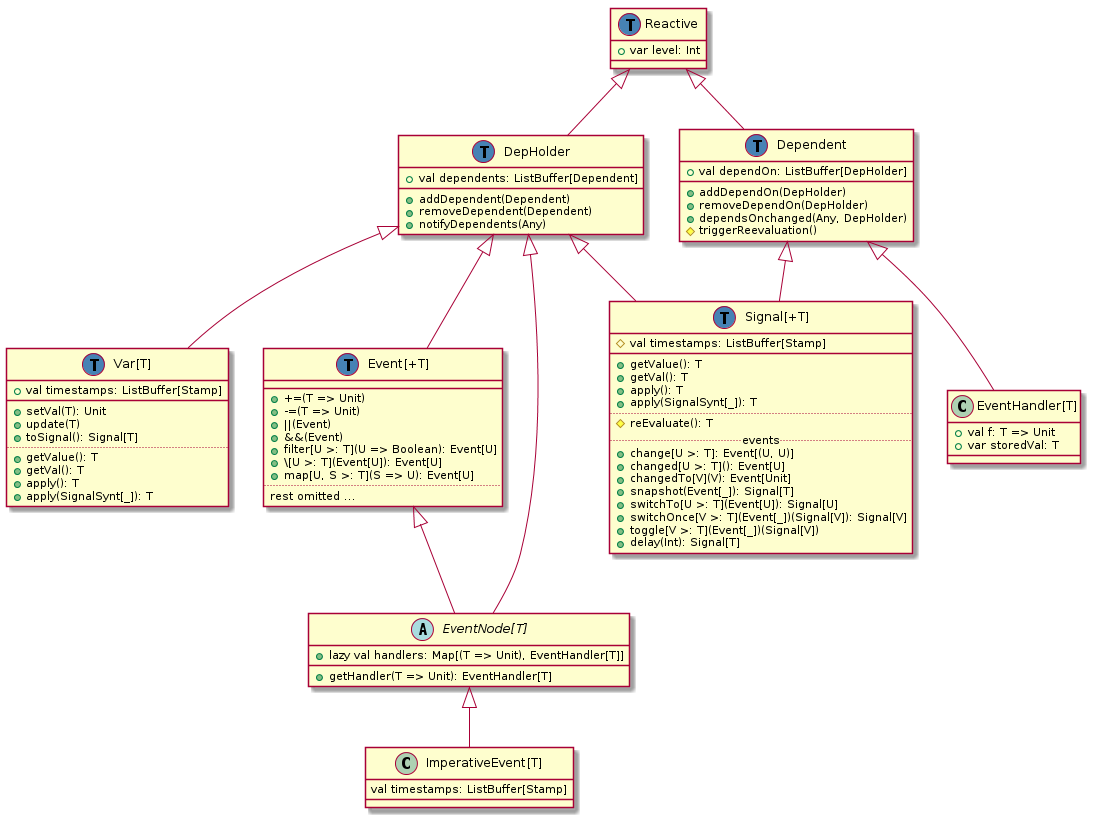 T Reactive
var level: Int
T DepHolder
val dependents: ListBuffer[Dependent]
addDependent(Dependent)
removeDependent(Dependent)
notifyDependents(Any)
T Dependent
val dependOn: ListBuffer[DepHolder]
addDependOn(DepHolder)
removeDependOn(DepHolder)
dependsOnchanged(Any, DepHolder)
triggerReevaluation()
T Var[T]
val timestamps: ListBuffer[Stamp]
setVal(T): Unit
update(T)
toSignal(): Signal[T]
getValue(): T
getVal(): T
apply(): T
apply(SignalSynt[_]): T
T Event[+T]
+=(T => Unit)
-=(T => Unit)
||(Event)
&&(Event)
filter[U >: T](U => Boolean): Event[U]
\[U >: T](Event[U]): Event[U]
map[U, S >: T](S => U): Event[U]
rest omitted ...
T Signal[+T]
val timestamps: ListBuffer[Stamp]
getValue(): T
getVal(): T
apply(): T
apply(SignalSynt[_]): T
reEvaluate(): T
events
change[U >: T]: Event[(U, U)]
changed[U >: T](): Event[U]
changedTo[V](V): Event[Unit]
snapshot(Event[_]): Signal[T]
switchTo[U >: T](Event[U]): Signal[U]
switchOnce[V >: T](Event[_])(Signal[V]): Signal[V]
toggle[V >: T](Event[_])(Signal[V])
delay(Int): Signal[T]
C EventHandler[T]
val f: T => Unit
var storedVal: T
A EventNode[T]
lazy val handlers: Map[(T => Unit), EventHandler[T]]
getHandler(T => Unit): EventHandler[T]
C ImperativeEvent[T]
val timestamps: ListBuffer[Stamp]